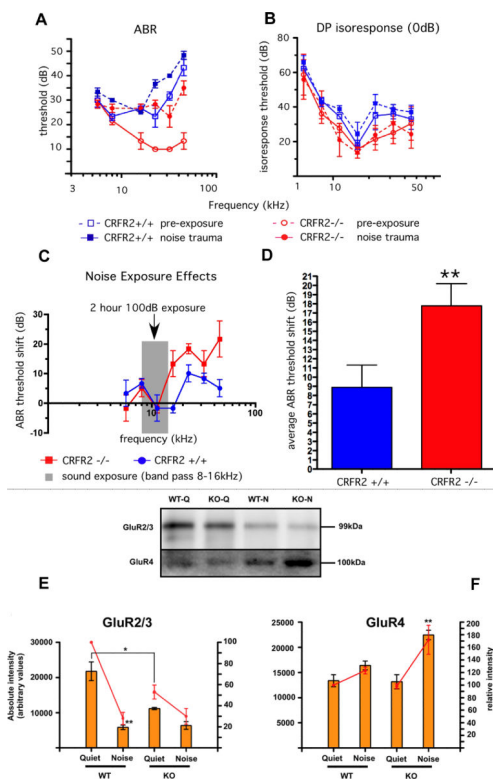 A
ABR
threshold (dB)
50
40
30
20
10
3
10
100
B
DP isoresponse (0dB)
isoresponse threshold (dB)
80
60
40
20
1
10
50
Frequency (kHz)
CRFR2+/+ pre-exposure
CRFR2+/+ noise trauma
CRFR2-/- pre-exposure
CRFR2-/- noise trauma
C
Noise Exposure Effects
2 hour 100dB exposure
ABR threshold shift (dB)
30
20
10
0
-10
10
100
frequency (kHz)
CRFR2 -/-
CRFR2 +/+
sound exposure (band pass 8-16kHz)
D
**
average ABR threshold shift (dB)
21
20
19
18
17
16
15
14
13
12
11
10
9
8
7
6
5
4
3
2
1
0
CRFR2 +/+
CRFR2 -/-
WT-Q KO-Q WT-N KO-N
GluR2/3
99kDa
GluR4
100kDa
E
GluR2/3
Absolute intensity
(arbitrary values)
30000
20000
10000
0
100
80
60
40
20
*
**
Quiet Noise Quiet Noise
WT KO
F
GluR4
25000
20000
15000
10000
5000
0
200
180
160
140
120
100
80
60
40
20
0
relative intensity
**
Quiet Noise Quiet Noise
WT KO